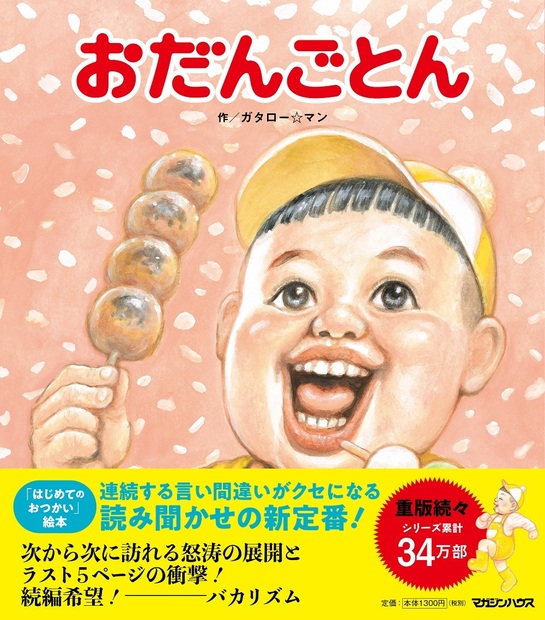 おだんごとん
作／ガタロー☆マン
「はじめての
おつかい」
絵本
連続する言い間違いがクセになる
読み聞かせの新定番！
次から次に訪れる怒涛の展開と
ラスト５ページの衝撃！
続編希望！――――バカリズム
重版続々
シリーズ累計
34万部
定価：本体1300円（税別）
マガジンハウス